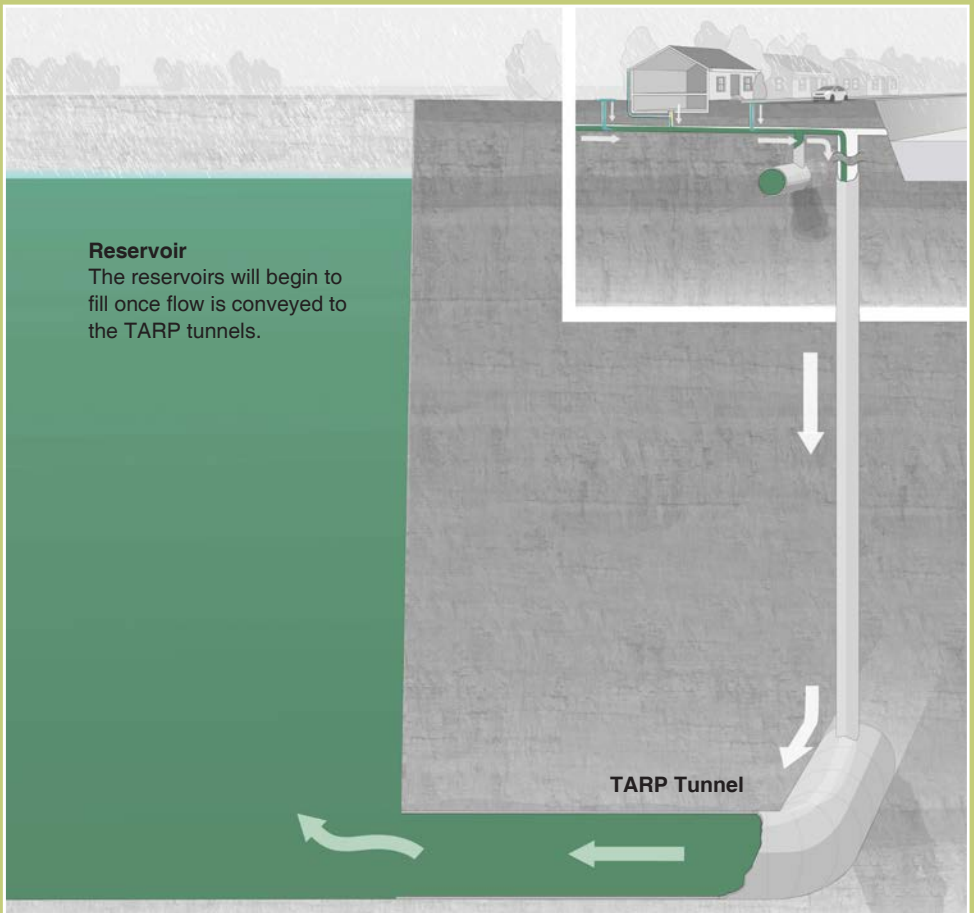 Reservoir
The reservoirs will begin to
fill once flow is conveyed to
the TARP tunnels.
TARP Tunnel